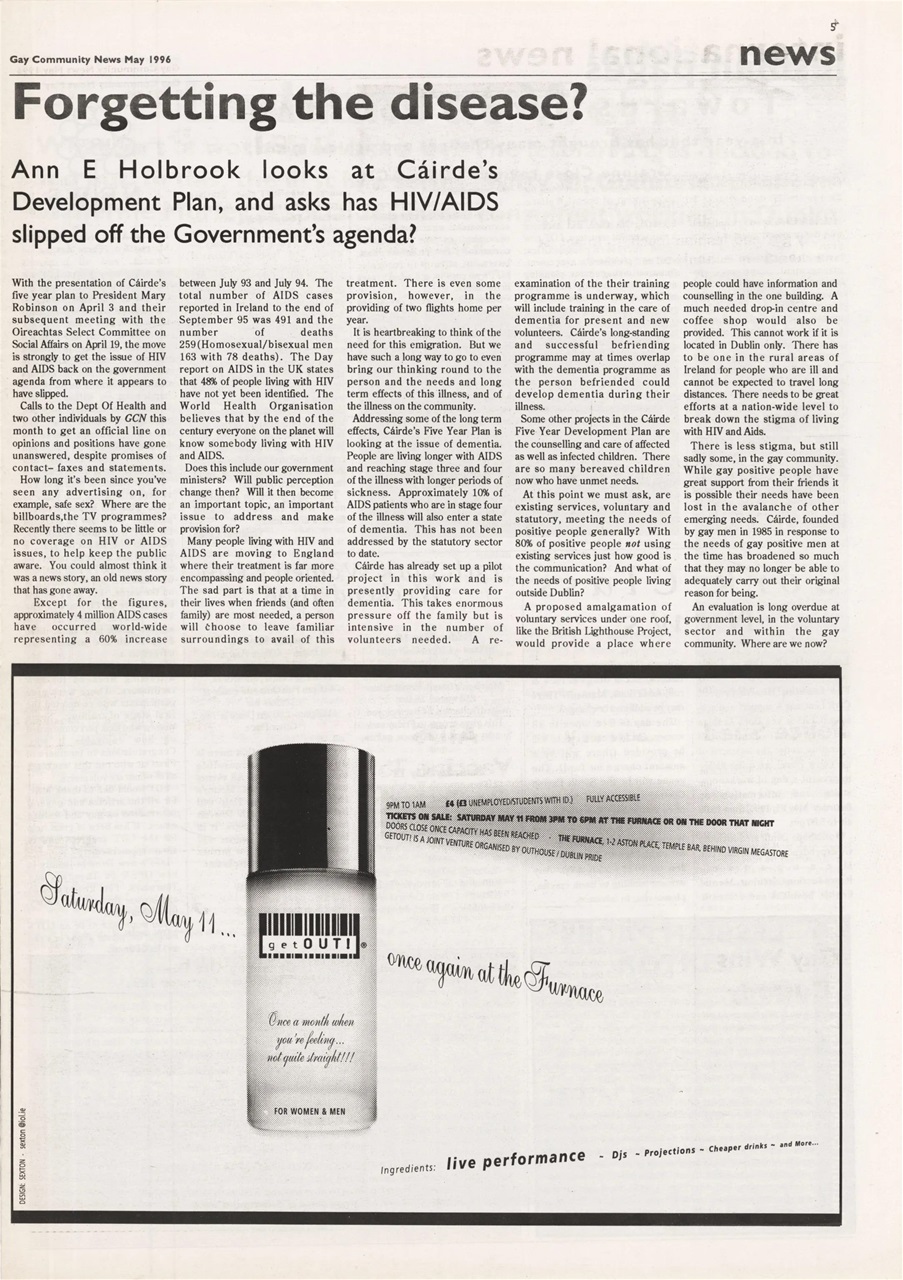 5
Gay Community News May 1996
news
Forgetting the disease?
Ann E Holbrook looks at Cáirde's
Development Plan, and asks has HIV/AIDS
slipped off the Government's agenda?
With the presentation of Cáirde's
five year plan to President Mary
Robinson on April 3 and their
subsequent meeting with the
Oireachtas Select Committee on
Social Affairs on April 19, the move
is strongly to get the issue of HIV
and AIDS back on the government
agenda from where it appears to
have slipped.
Calls to the Dept Of Health and
two other individuals by GCN this
month to get an official line on
opinions and positions have gone
unanswered, despite promises of
contact– faxes and statements.
How long it's been since you've
seen any advertising on, for
example, safe sex? Where are the
billboards,the TV programmes?
Recently there seems to be little or
no coverage on HIV or AIDS
issues, to help keep the public
aware. You could almost think it
was a news story, an old news story
that has gone away.
Except for the figures,
approximately 4 million AIDS cases
have occurred world-wide
representing a 60% increase
between July 93 and July 94. The
total number of AIDS cases
reported in Ireland to the end of
September 95 was 491 and the
number of deaths
259(Homosexual/bisexual men
163 with 78 deaths). The Day
report on AIDS in the UK states
that 48% of people living with HIV
have not yet been identified. The
World Health Organisation
believes that by the end of the
century everyone on the planet will
know somebody living with HIV
and AIDS.
Does this include our government
ministers? Will public perception
change then? Will it then become
an important topic, an important
issue to address and make
provision for?
Many people living with HIV and
AIDS are moving to England
where their treatment is far more
encompassing and people oriented.
The sad part is that at a time in
their lives when friends (and often
family) are most needed, a person
will choose to leave familiar
surroundings to avail of this
treatment. There is even some
provision, however, in the
providing of two flights home per
year.
It is heartbreaking to think of the
need for this emigration. But we
have such a long way to go to even
bring our thinking round to the
person and the needs and long
term effects of this illness, and of
the illness on the community.
Addressing some of the long term
effects, Cáirde's Five Year Plan is
looking at the issue of dementia.
People are living longer with AIDS
and reaching stage three and four
of the illness with longer periods of
sickness. Approximately 10% of
AIDS patients who are in stage four
of the illness will also enter a state
of dementia. This has not been
addressed by the statutory sector
to date.
Cáirde has already set up a pilot
project in this work and is
presently providing care for
dementia. This takes enormous
pressure off the family but is
intensive in the number of
volunteers needed. A re-
examination of the their training
programme is underway, which
will include training in the care of
dementia for present and new
volunteers. Cáirde's long-standing
and successful befriending
programme may at times overlap
with the dementia programme as
the person befriended could
develop dementia during their
illness.
Some other projects in the Cáirde
Five Year Development Plan are
the counselling and care of affected
as well as infected children. There
are so many bereaved children
now who have unmet needs.
At this point we must ask, are
existing services, voluntary and
statutory, meeting the needs of
positive people generally? With
80% of positive people not using
existing services just how good is
the communication? And what of
the needs of positive people living
outside Dublin?
A proposed amalgamation of
voluntary services under one roof,
like the British Lighthouse Project,
would provide a place where
people could have information and
counselling in the one building. A
much needed drop-in centre and
coffee shop would also be
provided. This cannot work if it is
located in Dublin only. There has
to be one in the rural areas of
Ireland for people who are ill and
cannot be expected to travel long
distances. There needs to be great
efforts at a nation-wide level to
break down the stigma of living
with HIV and Aids.
There is less stigma, but still
sadly some, in the gay community.
While gay positive people have
great support from their friends it
is possible their needs have been
lost in the avalanche of other
emerging needs. Cáirde, founded
by gay men in 1985 in response to
the needs of gay positive men at
the time has broadened so much
that they may no longer be able to
adequately carry out their original
reason for being.
An evaluation is long overdue at
government level, in the voluntary
sector and within the gay
community. Where are we now?
9PM TO 1AM £4 (£3 UNEMPLOYED/STUDENTS WITH ID.) FULLY ACCESSIBLE
TICKETS ON SALE: SATURDAY MAY 11 FROM 3PM TO 6PM AT THE FURNACE OR ON THE DOOR THAT NIGHT
DOORS CLOSE ONCE CAPACITY HAS BEEN REACHED - THE FURNACE, 1-2 ASTON PLACE, TEMPLE BAR, BEHIND VIRGIN MEGASTORE
GETOUT! IS A JOINT VENTURE ORGANISED BY OUTHOUSE / DUBLIN PRIDE
Saturday, May 11...
getOUT!®
once again at the Furnace
Once a month when
you're feeling...
not quite straight!!!
FOR WOMEN & MEN
Ingredients: live performance - Djs - Projections - Cheaper drinks - and More...
DESIGN: SEXTON - sexton @iol.ie